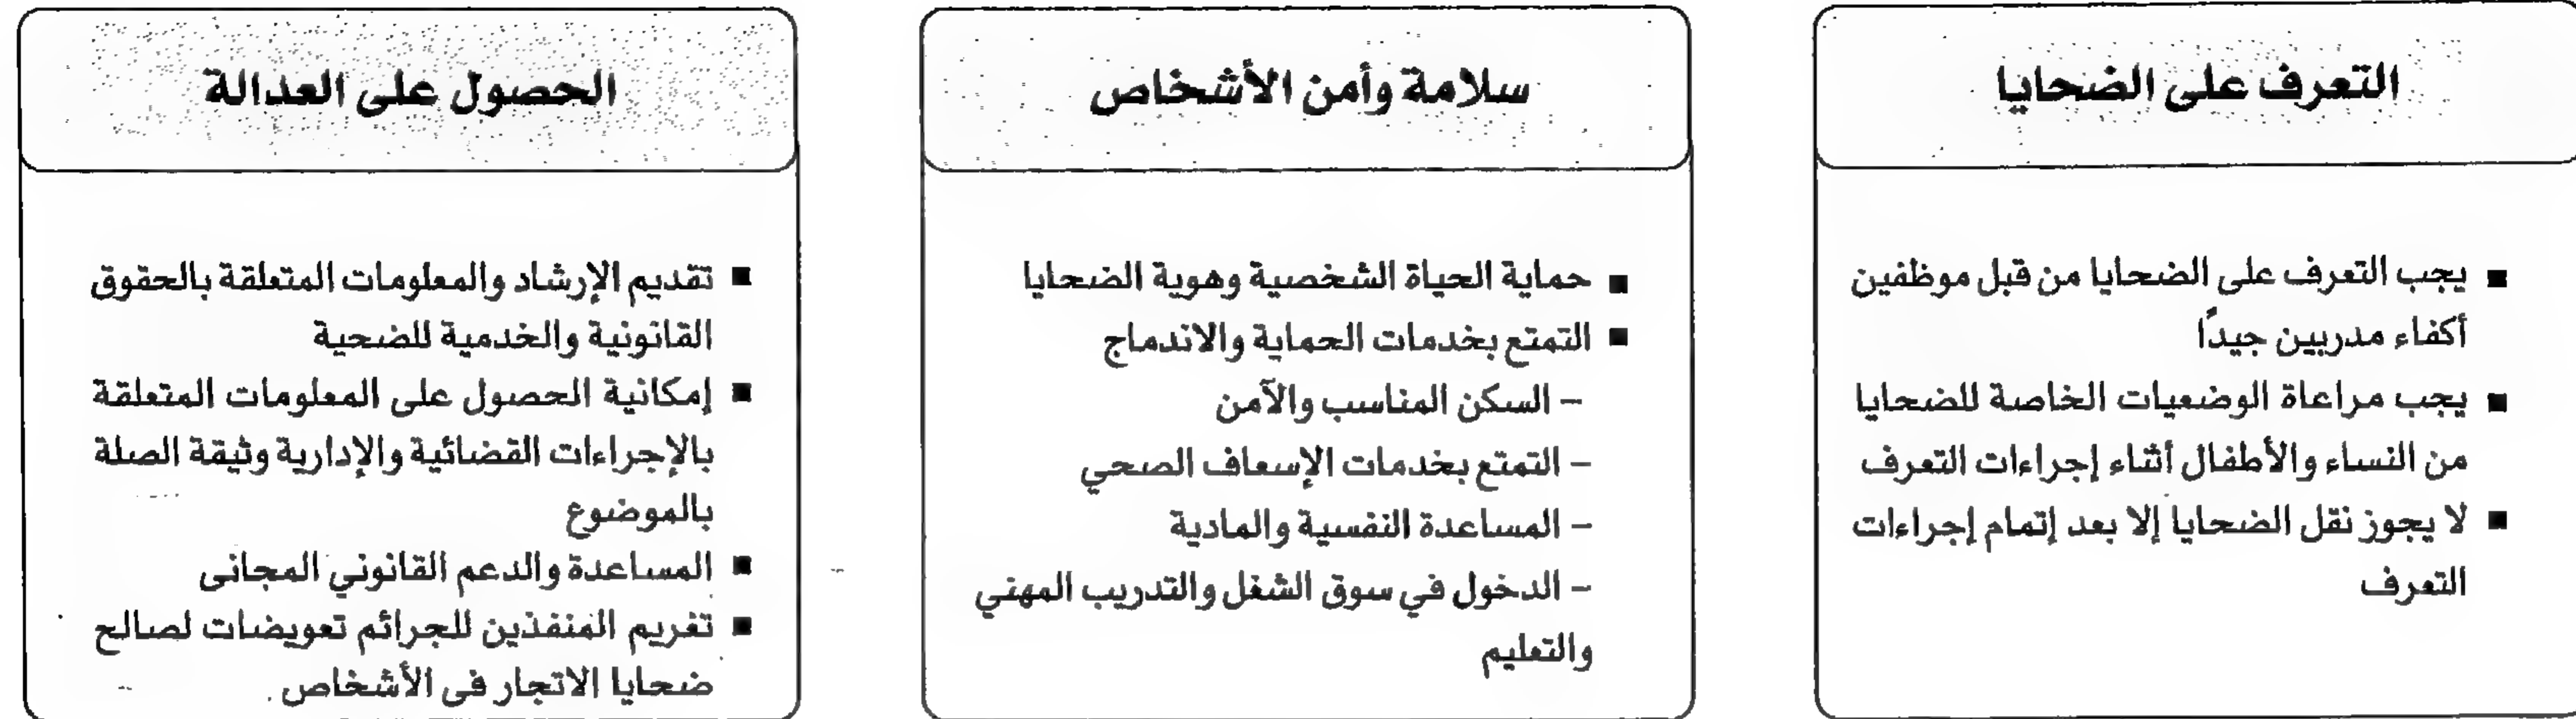 التعرف على الضحايا
■ يجب التعرف على الضحايا من قبل موظفين
أكفاء مدربين جيدًا
■ يجب مراعاة الوضعيات الخاصة للضحايا
من النساء والأطفال أثناء إجراءات التعرف
■ لا يجوز نقل الضحايا إلا بعد إتمام إجراءات
التعرف
سلامة وأمن الأشخاص
■ حماية الحياة الشخصية وهوية الضحايا
■ التمتع بخدمات الحماية والاندماج
– السكن المناسب والآمن
– التمتع بخدمات الإسعاف الصحي
– المساعدة النفسية والمادية
– الدخول في سوق الشغل والتدريب المهني
والتعليم
الحصول على العدالة
■ تقديم الإرشاد والمعلومات المتعلقة بالحقوق
القانونية والخدمية للضحية
■ إمكانية الحصول على المعلومات المتعلقة
بالإجراءات القضائية والإدارية وثيقة الصلة
بالموضوع
■ المساعدة والدعم القانوني المجانى
■ تغريم المنفذين للجرائم تعويضات لصالح
ضحايا الاتجار فى الأشخاص.